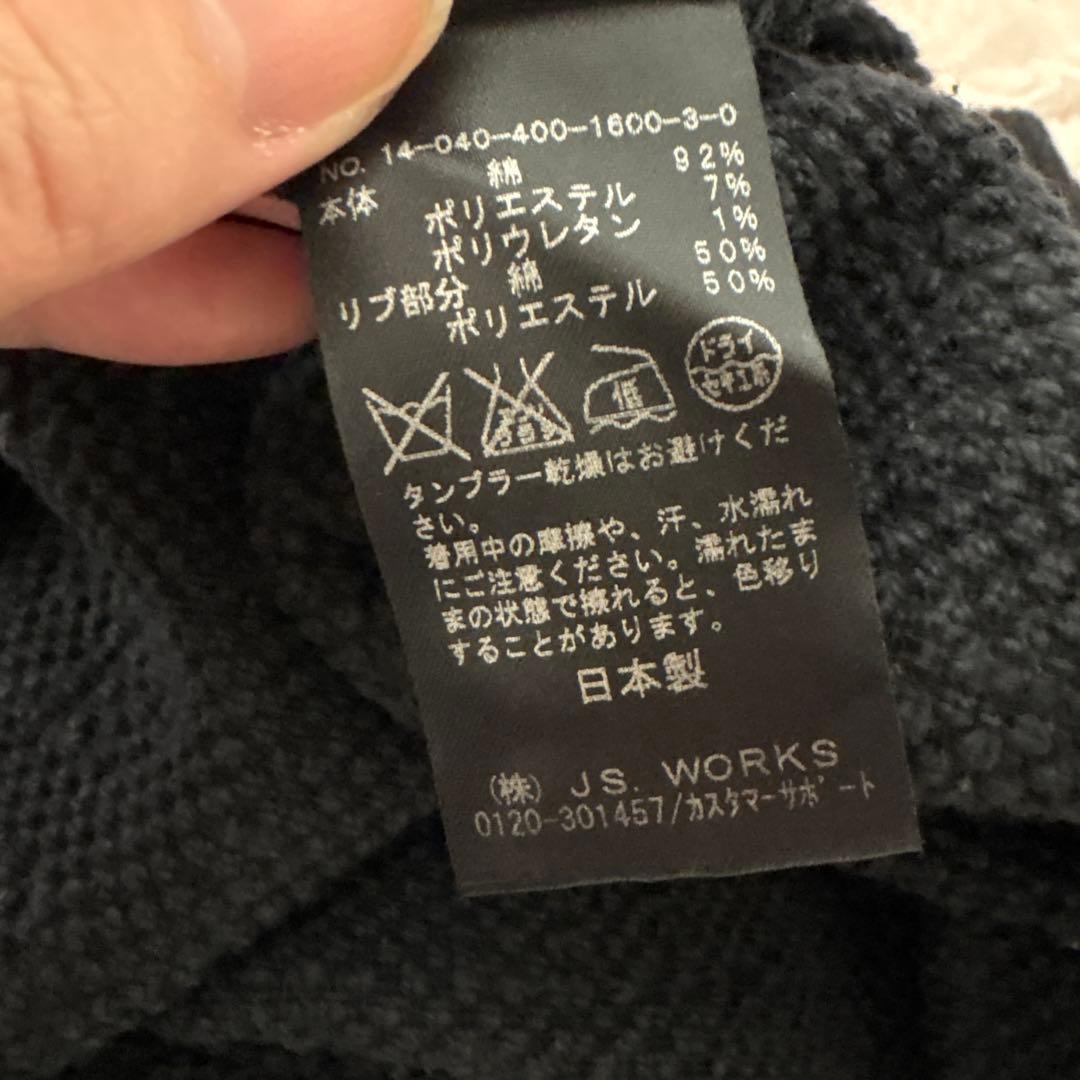 NO. 14-040-400-1600-3-0
本体 綿 92%
ポリエステル 7%
ポリウレタン 1%
リブ部分 綿 50%
ポリエステル 50%
低 ドライ セキユ系
タンブラー乾燥はお避けくだ
さい。
着用中の摩擦や、汗、水濡れ
にご注意ください。濡れたま
まの状態で擦れると、色移り
することがあります。
日本製
(株) JS. WORKS
0120-301457/カスタマーサポート